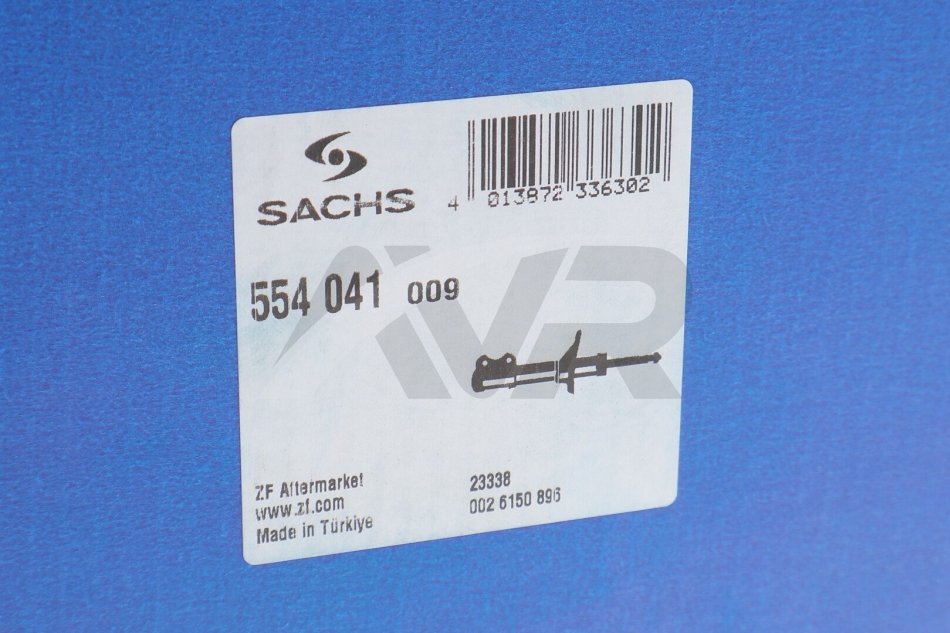 SACHS
4 013872 336302
554 041 009
AVR
ZF Aftermarket
www.zf.com
Made in Türkiye
23338
002 6150 896